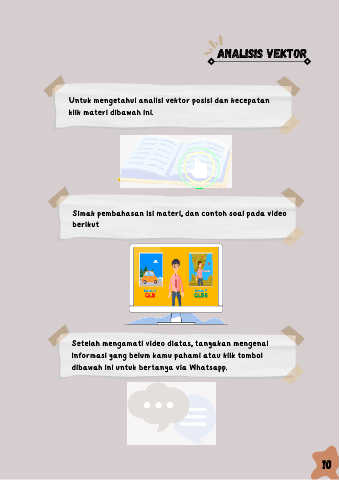 ANALISIS VEKTOR
Untuk mengetahui analisi vektor posisi dan kecepatan
klik materi dibawah ini.
Simak pembahasan isi materi, dan contoh soal pada video
berikut
GLB
GLBB
Setelah mengamati video diatas, tanyakan mengenai
informasi yang belum kamu pahami atau klik tombol
dibawah ini untuk bertanya via Whatsapp.
10